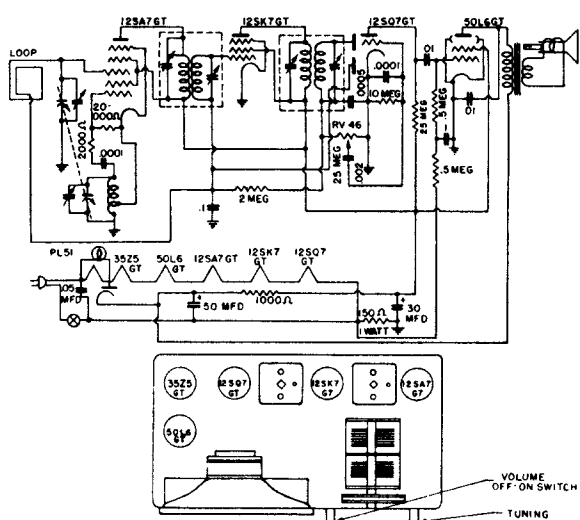 12SA7GT
12SK7GT
12SQ7GT
50L6GT
LOOP
.01
20-
000Ω
2000Ω
.0001
.0001
.0005
10 MEG
RV 46
.25 MEG
.002
.25 MEG
.5MEG
.01
.5 MEG
2 MEG
.1
PL51
35Z5
GT
50L6
GT
12SA7GT
12SK7
GT
12SQ7
GT
.05
MFD
50 MFD
1000Ω
150Ω
1 WATT
30
MFD
35Z5
GT
12SQ7
GT
12SK7
GT
12SA7
GT
50L6
GT
VOLUME
OFF-ON SWITCH
TUNING